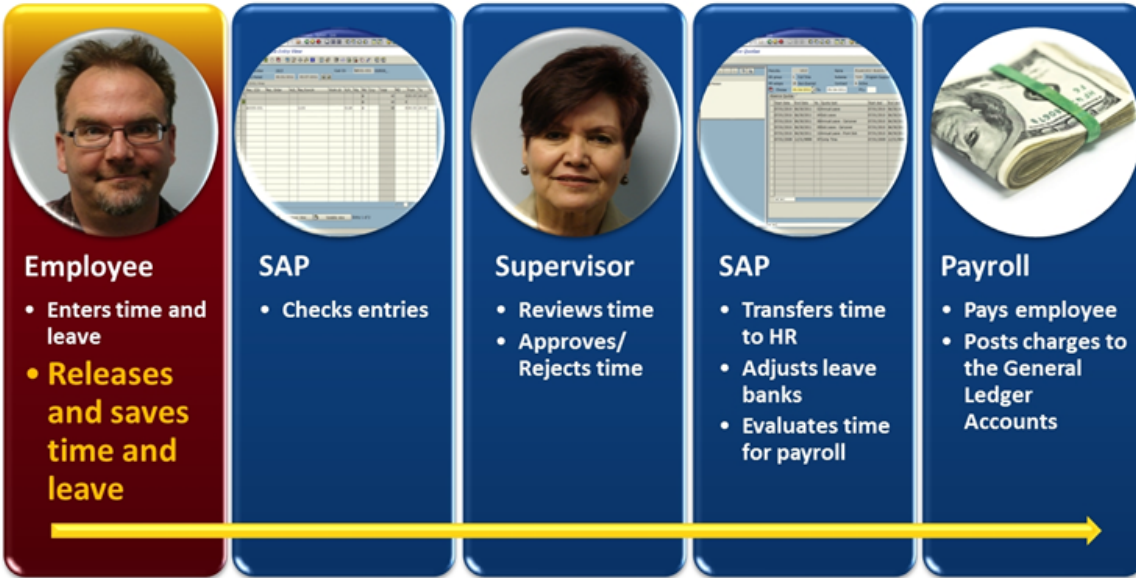 Employee
• Enters time and
leave
• Releases
and saves
time and
leave
SAP
• Checks entries
Supervisor
• Reviews time
• Approves/
Rejects time
SAP
• Transfers time
to HR
• Adjusts leave
banks
• Evaluates time
for payroll
Payroll
• Pays employee
• Posts charges to
the General
Ledger
Accounts